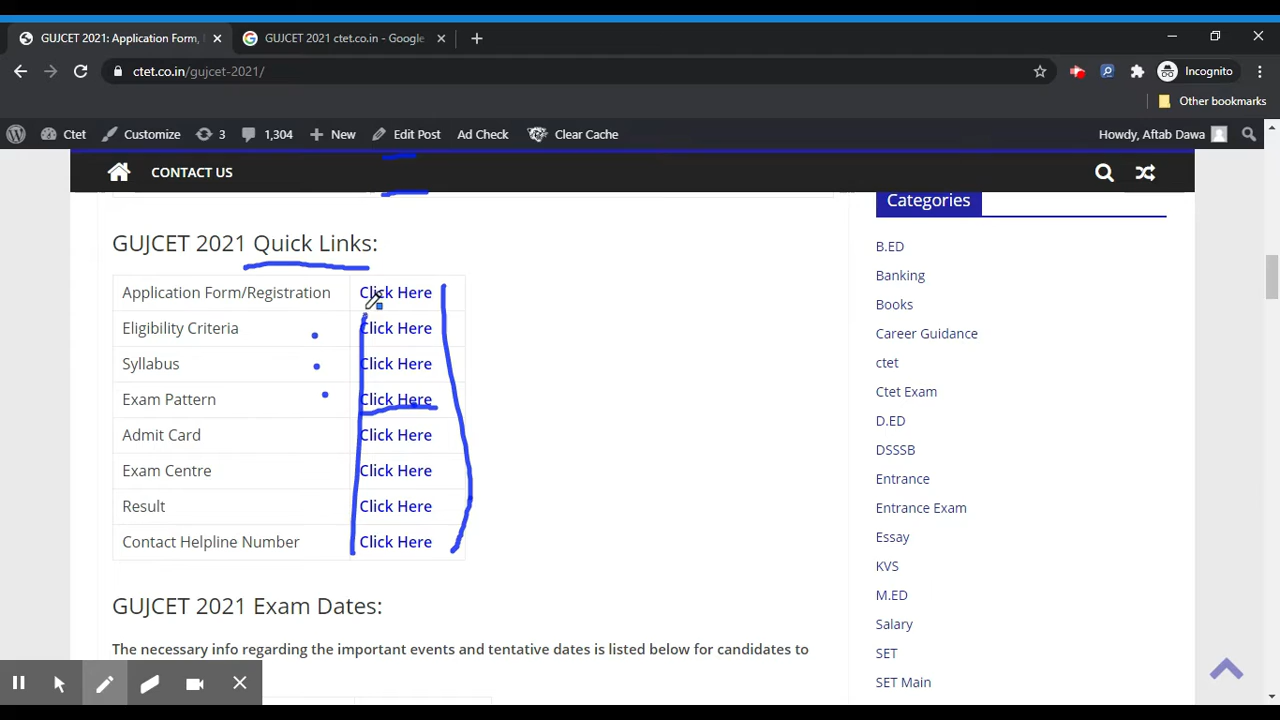 GUJCET 2021: Application Form,
GUJCET 2021 ctet.co.in - Google
ctet.co.in/gujcet-2021/
Incognito
Other bookmarks
Ctet
Customize
3
1,304
New
Edit Post
Ad Check
Clear Cache
Howdy, Aftab Dawa
CONTACT US
GUJCET 2021 Quick Links:
Application Form/Registration Click Here
Eligibility Criteria Click Here
Syllabus Click Here
Exam Pattern Click Here
Admit Card Click Here
Exam Centre Click Here
Result Click Here
Contact Helpline Number Click Here
GUJCET 2021 Exam Dates:
The necessary info regarding the important events and tentative dates is listed below for candidates to
Categories
B.ED
Banking
Books
Career Guidance
ctet
Ctet Exam
D.ED
DSSSB
Entrance
Entrance Exam
Essay
KVS
M.ED
Salary
SET
SET Main